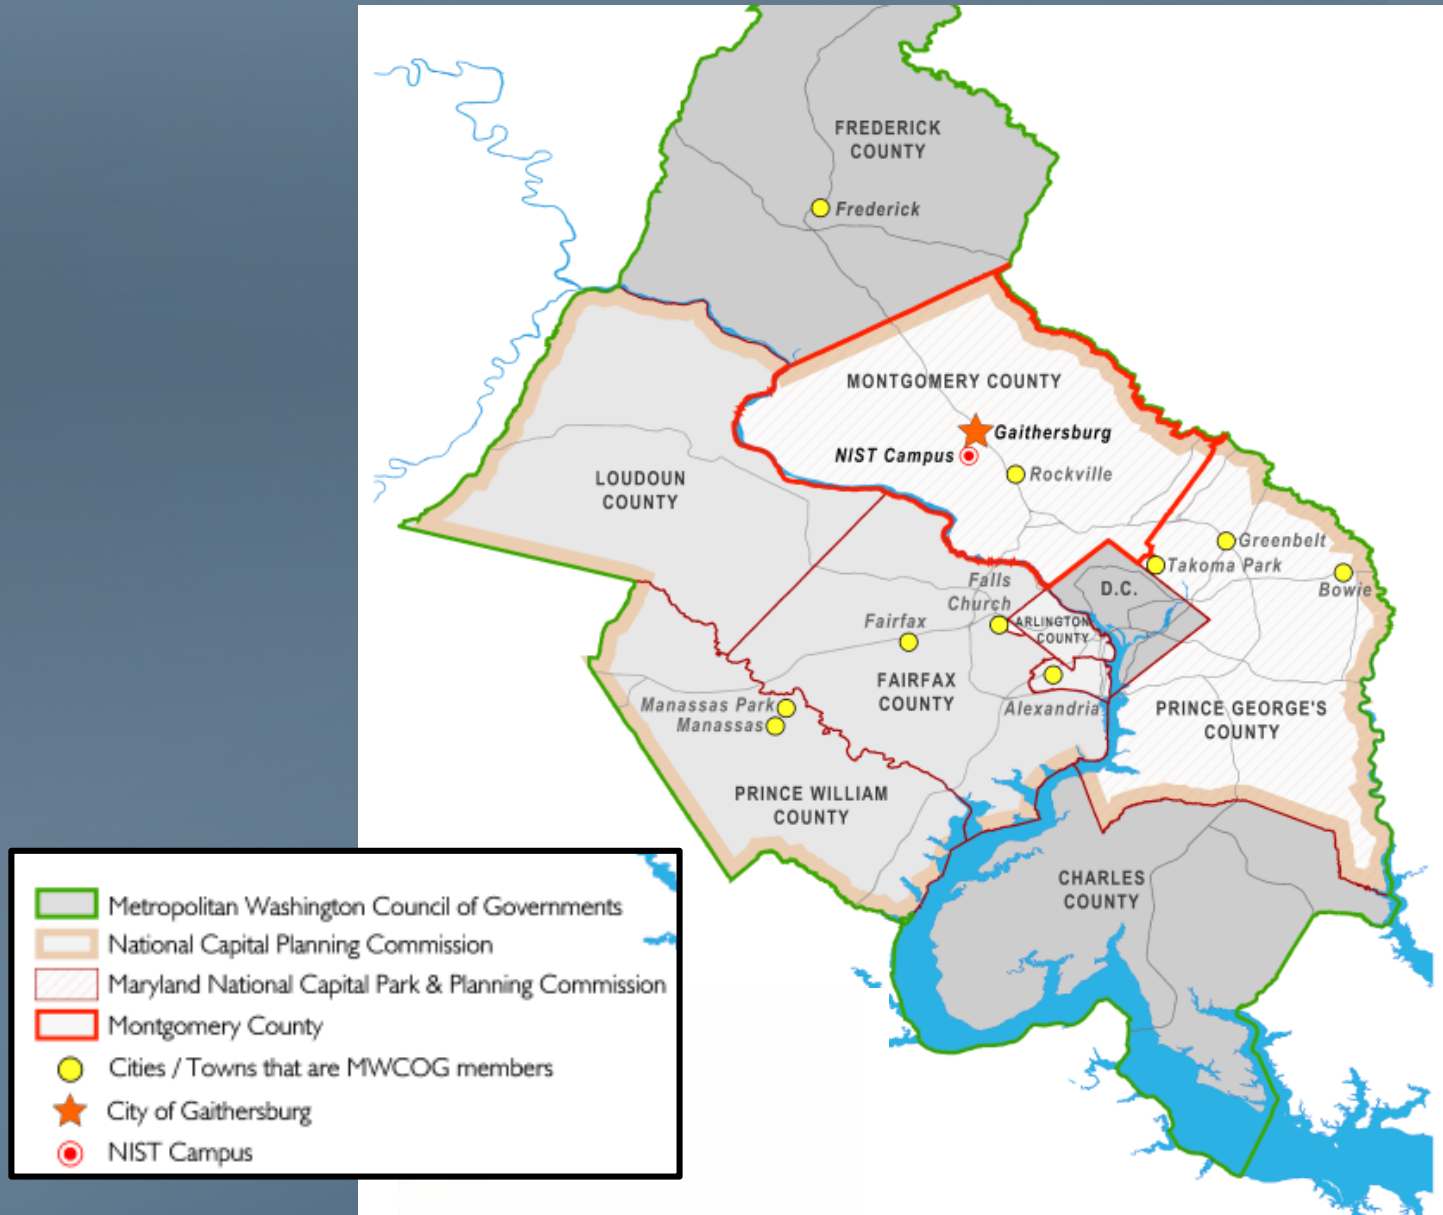 FREDERICK
COUNTY
Frederick
MONTGOMERY COUNTY
Gaithersburg
NIST Campus
Rockville
LOUDOUN
COUNTY
Greenbelt
Takoma Park
Bowie
D.C.
Falls
Church
ARLINGTON
COUNTY
Fairfax
FAIRFAX
COUNTY
Alexandria
Manassas Park
Manassas
PRINCE GEORGE'S
COUNTY
PRINCE WILLIAM
COUNTY
CHARLES
COUNTY
Metropolitan Washington Council of Governments
National Capital Planning Commission
Maryland National Capital Park & Planning Commission
Montgomery County
Cities / Towns that are MWCOG members
City of Gaithersburg
NIST Campus